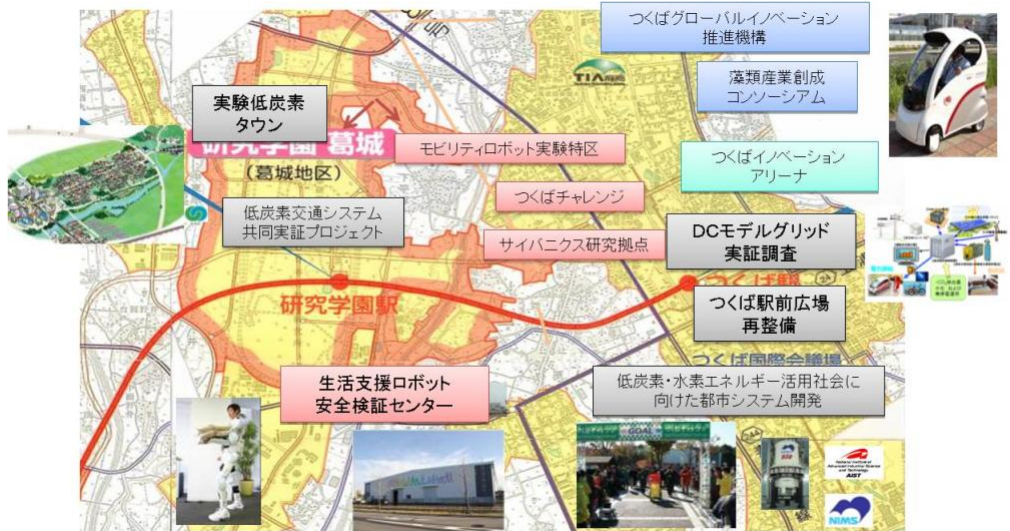 つくばグローバルイノベーション
推進機構
藻類産業創成
コンソーシアム
TIA
実験低炭素
タウン
研究学園 葛城
(葛城地区)
モビリティロボット実験特区
つくばイノベーション
アリーナ
つくばチャレンジ
低炭素交通システム
共同実証プロジェクト
サイバニクス研究拠点
DCモデルグリッド
実証調査
つくば駅
研究学園駅
つくば駅前広場
再整備
つくば国際会議場
生活支援ロボット
安全検証センター
低炭素・水素エネルギー活用社会に
向けた都市システム開発
GOAL
National Institute of
Advanced Industrial Science
and Technology
AIST
NIMS